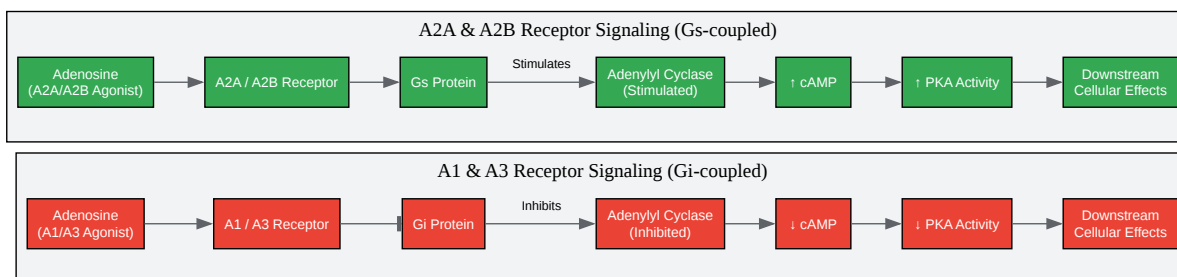 A2A & A2B Receptor Signaling (Gs-coupled)
Adenosine
(A2A/A2B Agonist)
A2A / A2B Receptor
Gs Protein
Stimulates
Adenylyl Cyclase
(Stimulated)
↑ cAMP
↑ PKA Activity
Downstream
Cellular Effects
A1 & A3 Receptor Signaling (Gi-coupled)
Adenosine
(A1/A3 Agonist)
A1 / A3 Receptor
Gi Protein
Inhibits
Adenylyl Cyclase
(Inhibited)
↓ cAMP
↓ PKA Activity
Downstream
Cellular Effects